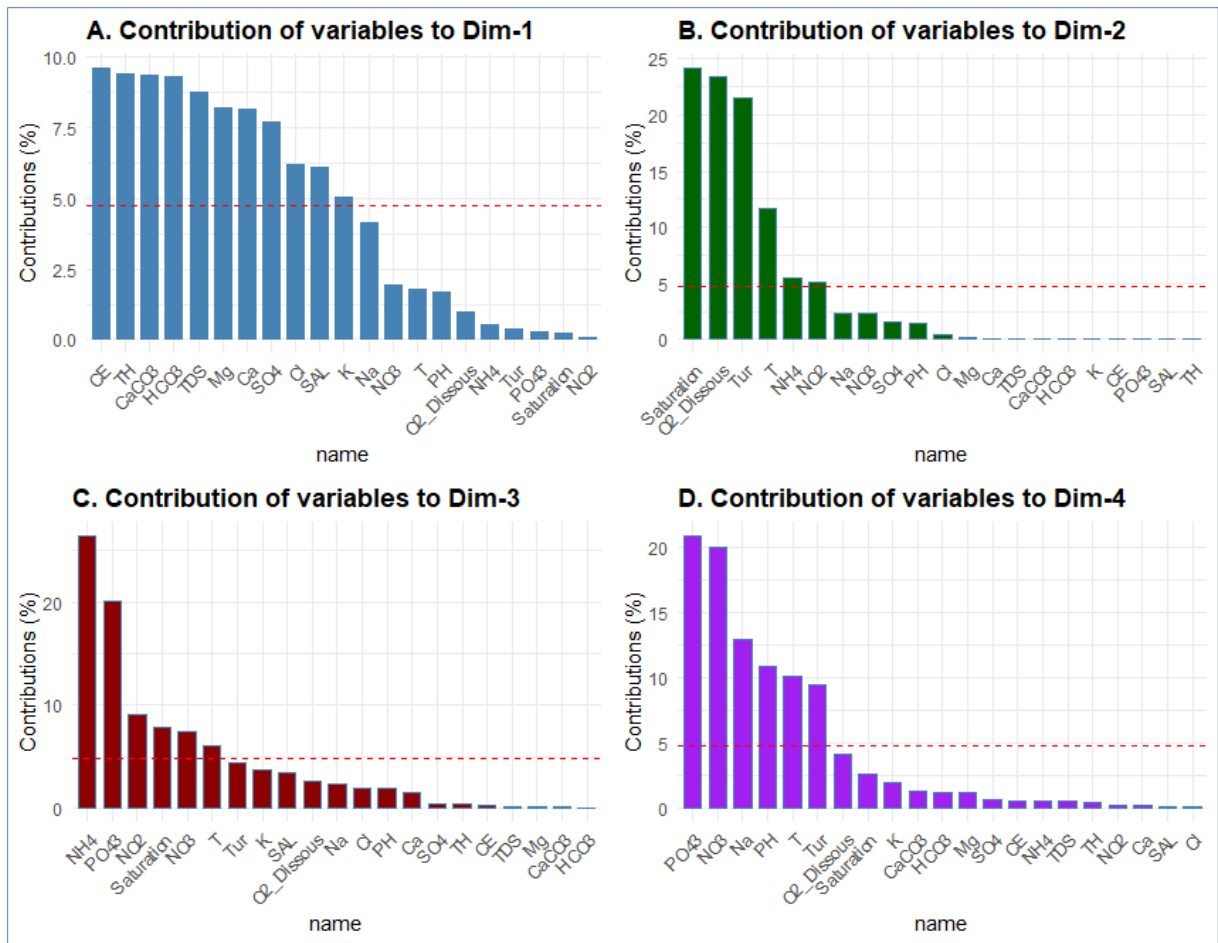 A. Contribution of variables to Dim-1
Contributions (%)
10.0
7.5
5.0
2.5
0.0
CE TH CaCO3 HCO3 TDS Mg Ca SO4 Cl SAL K Na NO3 T PH O2_Dissous NH4 Tur PO43 Saturation NO2
name
B. Contribution of variables to Dim-2
Contributions (%)
25
20
15
10
5
0
Saturation O2_Dissous Tur T NH4 NO2 Na NO3 SO4 PH Cl Mg Ca TDS CaCO3 HCO3 K CE PO43 SAL TH
name
C. Contribution of variables to Dim-3
Contributions (%)
20
10
0
NH4 PO43 NO2 Saturation NO3 T Tur K SAL O2_Dissous Na Cl PH Ca SO4 TH CE TDS Mg CaCO3 HCO3
name
D. Contribution of variables to Dim-4
Contributions (%)
20
15
10
5
0
PO43 NO3 Na PH T Tur O2_Dissous Saturation K CaCO3 HCO3 Mg SO4 CE NH4 TDS TH NO2 Ca SAL Cl
name